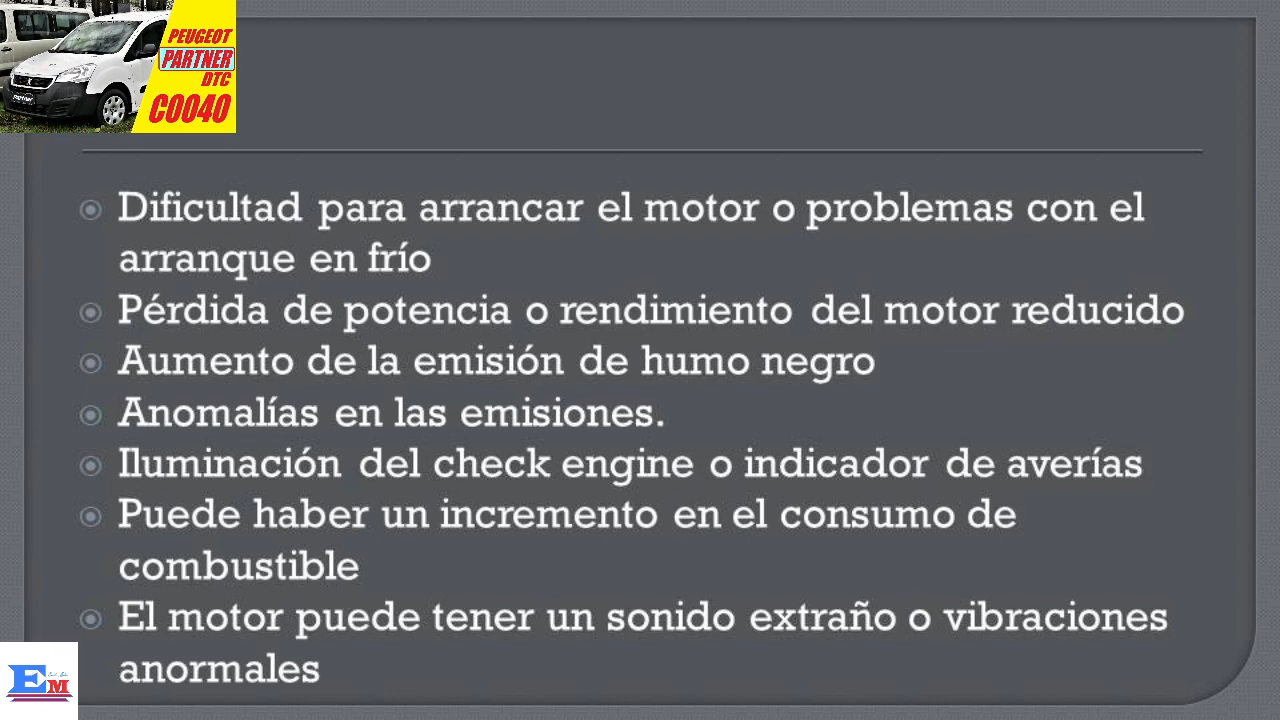 PEUGEOT
PARTNER
DTC
C0040
Dificultad para arrancar el motor o problemas con el
arranque en frío
Pérdida de potencia o rendimiento del motor reducido
Aumento de la emisión de humo negro
Anomalías en las emisiones.
Iluminación del check engine o indicador de averías
Puede haber un incremento en el consumo de
combustible
El motor puede tener un sonido extraño o vibraciones
anormales
EM